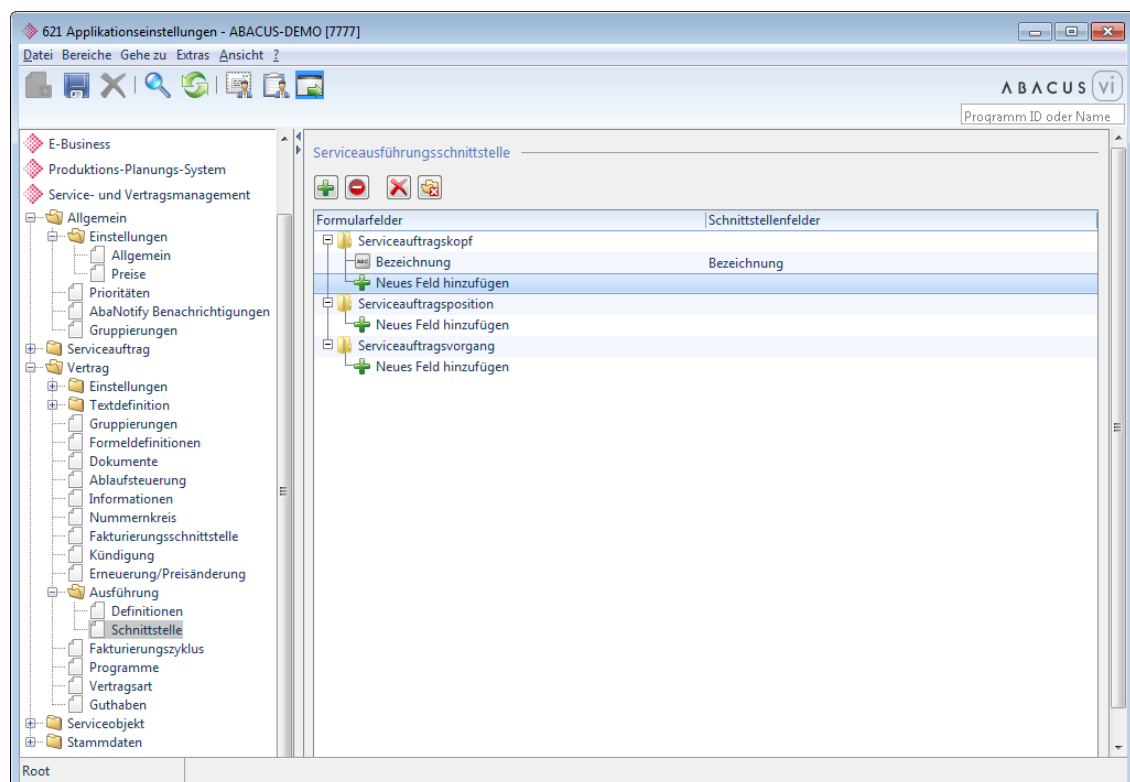 621 Applikationseinstellungen - ABACUS-DEMO [7777]
Datei Bereiche Gehe zu Extras Ansicht ?
ABACUS vi
Programm ID oder Name
E-Business
Produktions-Planungs-System
Service- und Vertragsmanagement
Allgemein
Einstellungen
Allgemein
Preise
Prioritäten
AbaNotify Benachrichtigungen
Gruppierungen
Serviceauftrag
Vertrag
Einstellungen
Textdefinition
Gruppierungen
Formeldefinitionen
Dokumente
Ablaufsteuerung
Informationen
Nummernkreis
Fakturierungsschnittstelle
Kündigung
Erneuerung/Preisänderung
Ausführung
Definitionen
Schnittstelle
Fakturierungszyklus
Programme
Vertragsart
Guthaben
Serviceobjekt
Stammdaten
Serviceausführungsschnittstelle
Formularfelder Schnittstellenfelder
Serviceauftragskopf
ABC Bezeichnung Bezeichnung
Neues Feld hinzufügen
Serviceauftragsposition
Neues Feld hinzufügen
Serviceauftragsvorgang
Neues Feld hinzufügen
Root